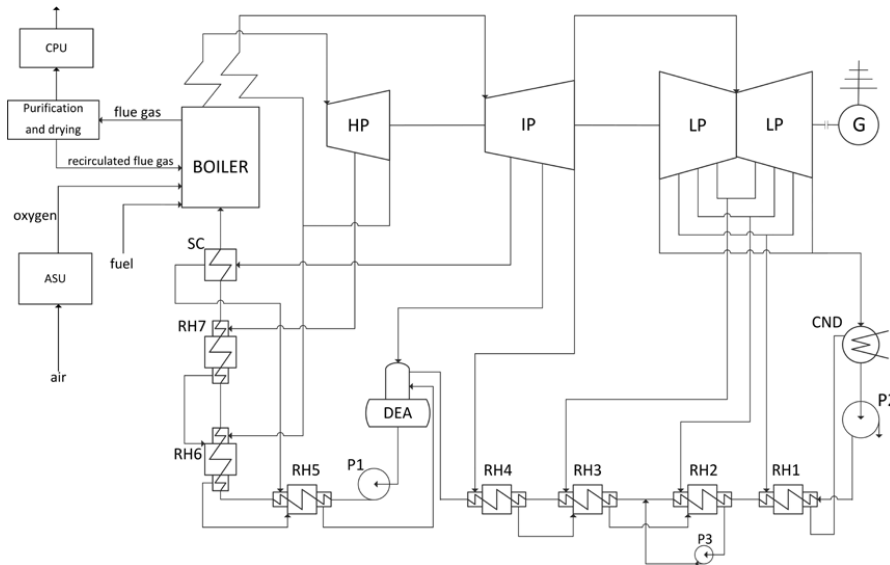 CPU
Purification
and drying
flue gas
recirculated flue gas
BOILER
oxygen
fuel
ASU
air
HP
IP
LP
LP
G
SC
RH7
RH6
RH5
P1
DEA
RH4
RH3
RH2
RH1
P3
CND
P2